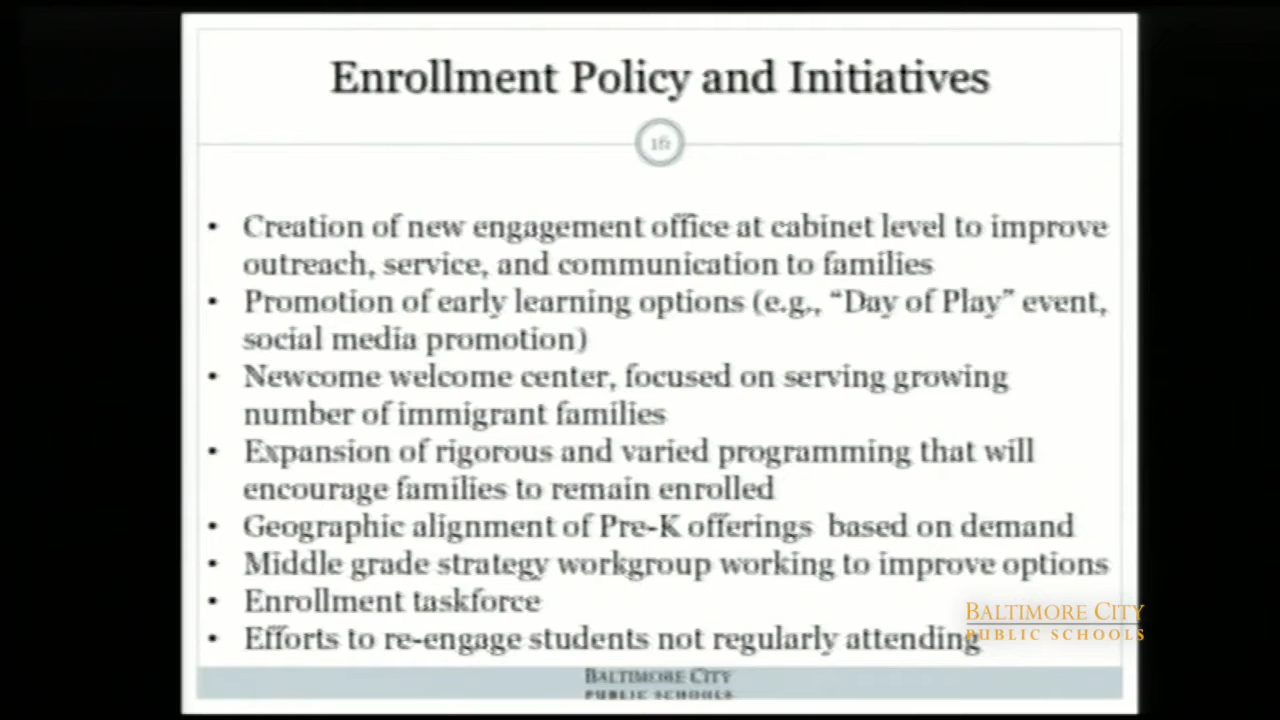 Enrollment Policy and Initiatives
16
• Creation of new engagement office at cabinet level to improve
outreach, service, and communication to families
• Promotion of early learning options (e.g., “Day of Play” event,
social media promotion)
• Newcome welcome center, focused on serving growing
number of immigrant families
• Expansion of rigorous and varied programming that will
encourage families to remain enrolled
• Geographic alignment of Pre-K offerings based on demand
• Middle grade strategy workgroup working to improve options
• Enrollment taskforce
• Efforts to re-engage students not regularly attending
BALTIMORE CITY
PUBLIC SCHOOLS
BALTIMORE CITY
PUBLIC SCHOOLS